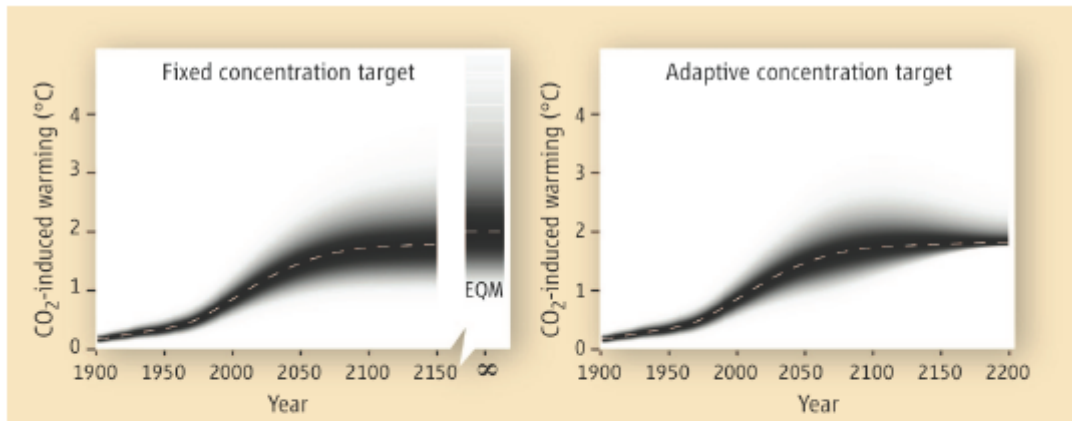 Fixed concentration target
CO2-induced warming (°C)
4
3
2
1
0
EQM
1900 1950 2000 2050 2100 2150 ∞
Year
Adaptive concentration target
CO2-induced warming (°C)
4
3
2
1
0
1900 1950 2000 2050 2100 2150 2200
Year